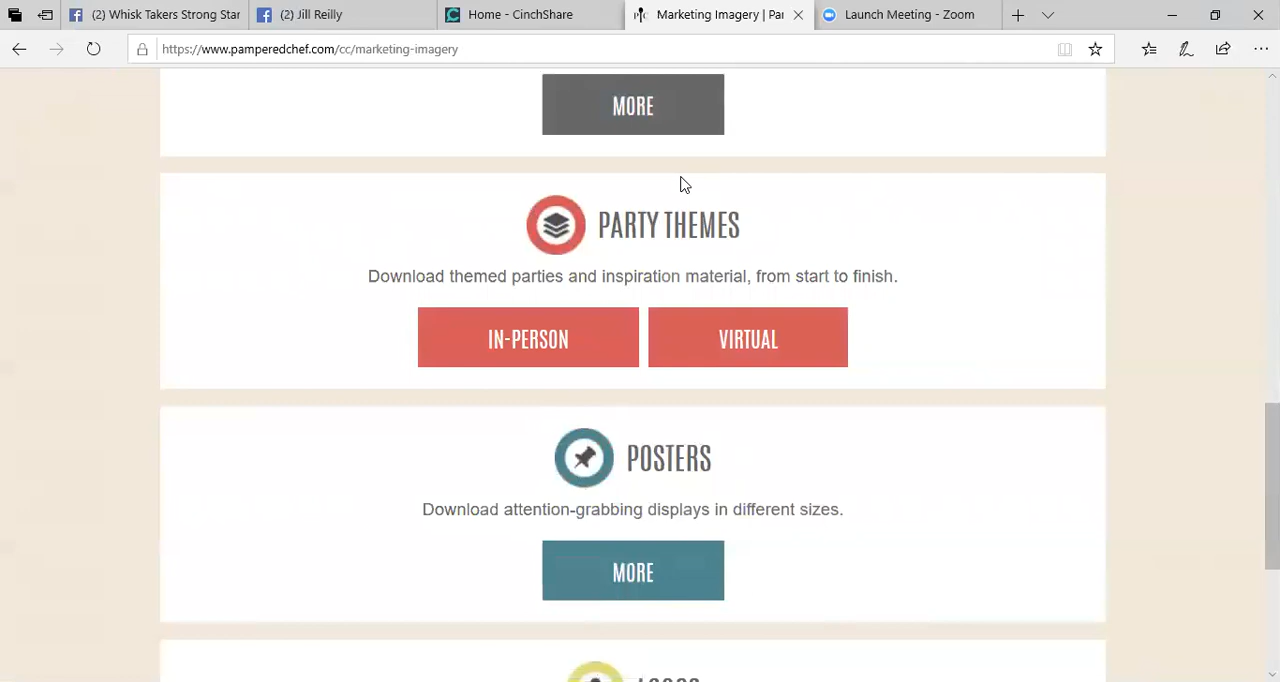 (2) Whisk Takers Strong Star
(2) Jill Reilly
Home - CinchShare
Marketing Imagery | Par
Launch Meeting - Zoom
https://www.pamperedchef.com/cc/marketing-imagery
MORE
PARTY THEMES
Download themed parties and inspiration material, from start to finish.
IN-PERSON
VIRTUAL
POSTERS
Download attention-grabbing displays in different sizes.
MORE